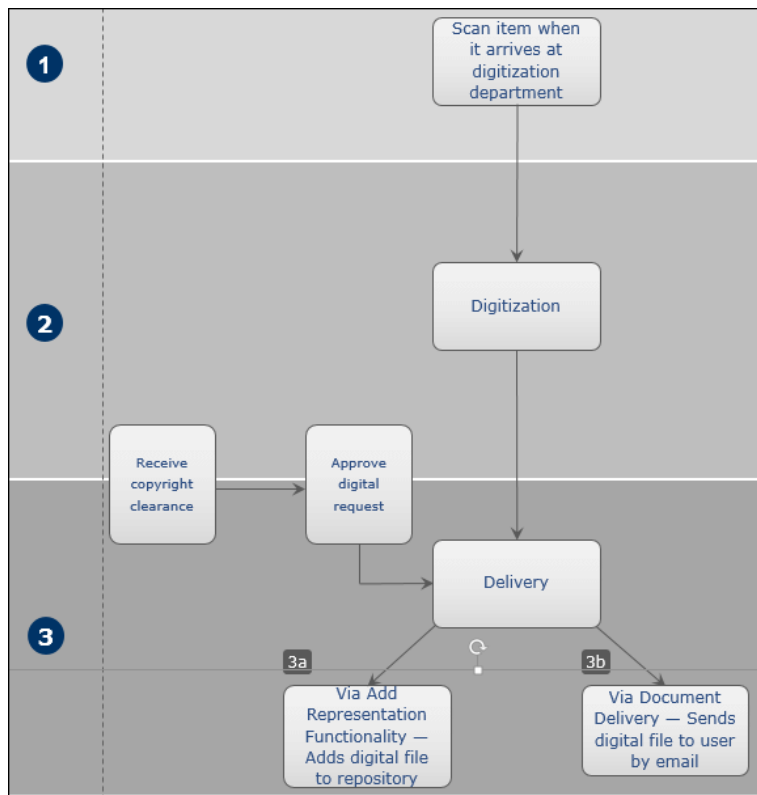 1
Scan item when
it arrives at
digitization
department
2
Digitization
Receive
copyright
clearance
Approve
digital
request
Delivery
3
3a
3b
Via Add
Representation
Functionality —
Adds digital file
to repository
Via Document
Delivery — Sends
digital file to user
by email